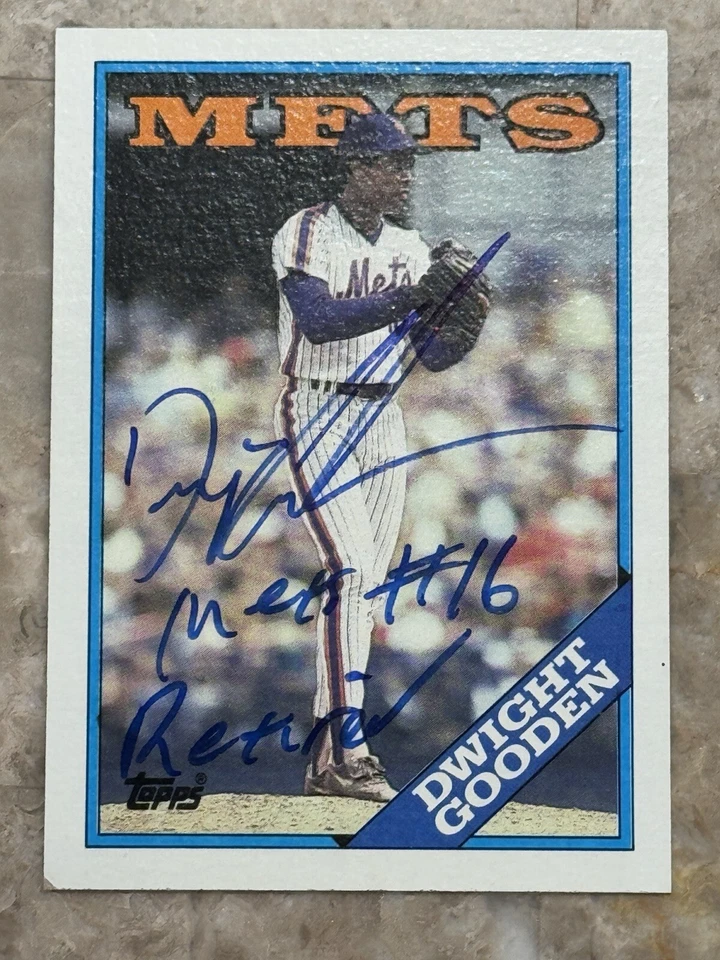 METS
Mets
Mets #16
Retired
Topps®
DWIGHT
GOODEN